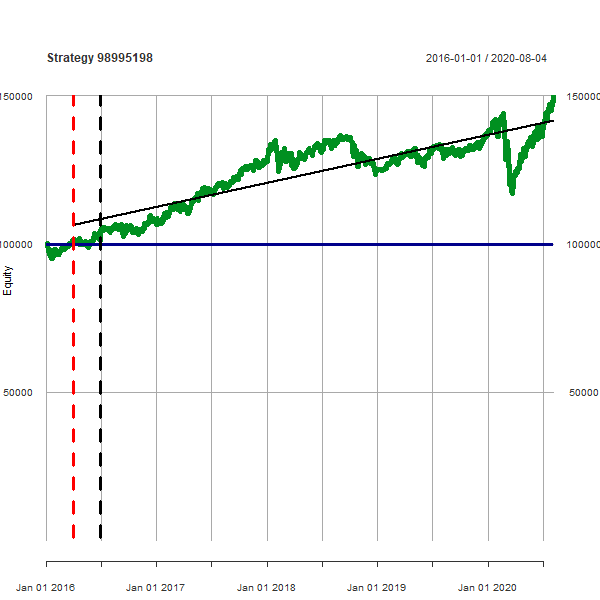 Strategy 98995198
2016-01-01 / 2020-08-04
150000
150000
100000
100000
Equity
50000
50000
Jan 01 2016
Jan 01 2017
Jan 01 2018
Jan 01 2019
Jan 01 2020